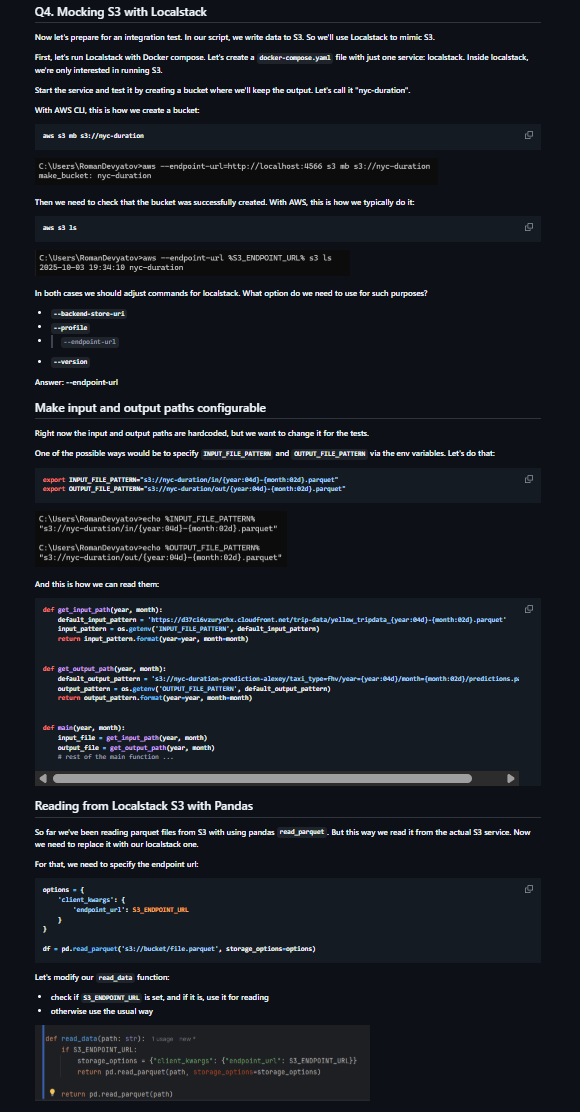 Q4. Mocking S3 with Localstack
Now let's prepare for an integration test. In our script, we write data to S3. So we'll use Localstack to mimic S3.
First, let's run Localstack with Docker compose. Let's create a docker-compose.yaml file with just one service: localstack. Inside localstack,
we're only interested in running S3.
Start the service and test it by creating a bucket where we'll keep the output. Let's call it "nyc-duration".
With AWS CLI, this is how we create a bucket:
aws s3 mb s3://nyc-duration
C:\Users\RomanDevyatov>aws --endpoint-url=http://localhost:4566 s3 mb s3://nyc-duration
make_bucket: nyc-duration
Then we need to check that the bucket was successfully created. With AWS, this is how we typically do it:
aws s3 ls
C:\Users\RomanDevyatov>aws --endpoint-url %S3_ENDPOINT_URL% s3 ls
2025-10-03 19:34:10 nyc-duration
In both cases we should adjust commands for localstack. What option do we need to use for such purposes?
• --backend-store-uri
• --profile
• --endpoint-url
• --version
Answer: --endpoint-url
Make input and output paths configurable
Right now the input and output paths are hardcoded, but we want to change it for the tests.
One of the possible ways would be to specify INPUT_FILE_PATTERN and OUTPUT_FILE_PATTERN via the env variables. Let's do that:
export INPUT_FILE_PATTERN="s3://nyc-duration/in/{year:04d}-{month:02d}.parquet"
export OUTPUT_FILE_PATTERN="s3://nyc-duration/out/{year:04d}-{month:02d}.parquet"
C:\Users\RomanDevyatov>echo %INPUT_FILE_PATTERN%
"s3://nyc-duration/in/{year:04d}-{month:02d}.parquet"
C:\Users\RomanDevyatov>echo %OUTPUT_FILE_PATTERN%
"s3://nyc-duration/out/{year:04d}-{month:02d}.parquet"
And this is how we can read them:
def get_input_path(year, month):
    default_input_pattern = 'https://d37ci6vzurychx.cloudfront.net/trip-data/yellow_tripdata_{year:04d}-{month:02d}.parquet'
    input_pattern = os.getenv('INPUT_FILE_PATTERN', default_input_pattern)
    return input_pattern.format(year=year, month=month)
def get_output_path(year, month):
    default_output_pattern = 's3://nyc-duration-prediction-alexey/taxi_type=fhv/year={year:04d}/month={month:02d}/predictions.pa
    output_pattern = os.getenv('OUTPUT_FILE_PATTERN', default_output_pattern)
    return output_pattern.format(year=year, month=month)
def main(year, month):
    input_file = get_input_path(year, month)
    output_file = get_output_path(year, month)
    # rest of the main function ...
Reading from Localstack S3 with Pandas
So far we've been reading parquet files from S3 with using pandas read_parquet. But this way we read it from the actual S3 service. Now
we need to replace it with our localstack one.
For that, we need to specify the endpoint url:
options = {
    'client_kwargs': {
        'endpoint_url': S3_ENDPOINT_URL
    }
}
df = pd.read_parquet('s3://bucket/file.parquet', storage_options=options)
Let's modify our read_data function:
• check if S3_ENDPOINT_URL is set, and if it is, use it for reading
• otherwise use the usual way
def read_data(path: str): 1 usage new *
    if S3_ENDPOINT_URL:
        storage_options = {"client_kwargs": {"endpoint_url": S3_ENDPOINT_URL}}
        return pd.read_parquet(path, storage_options=storage_options)
    return pd.read_parquet(path)